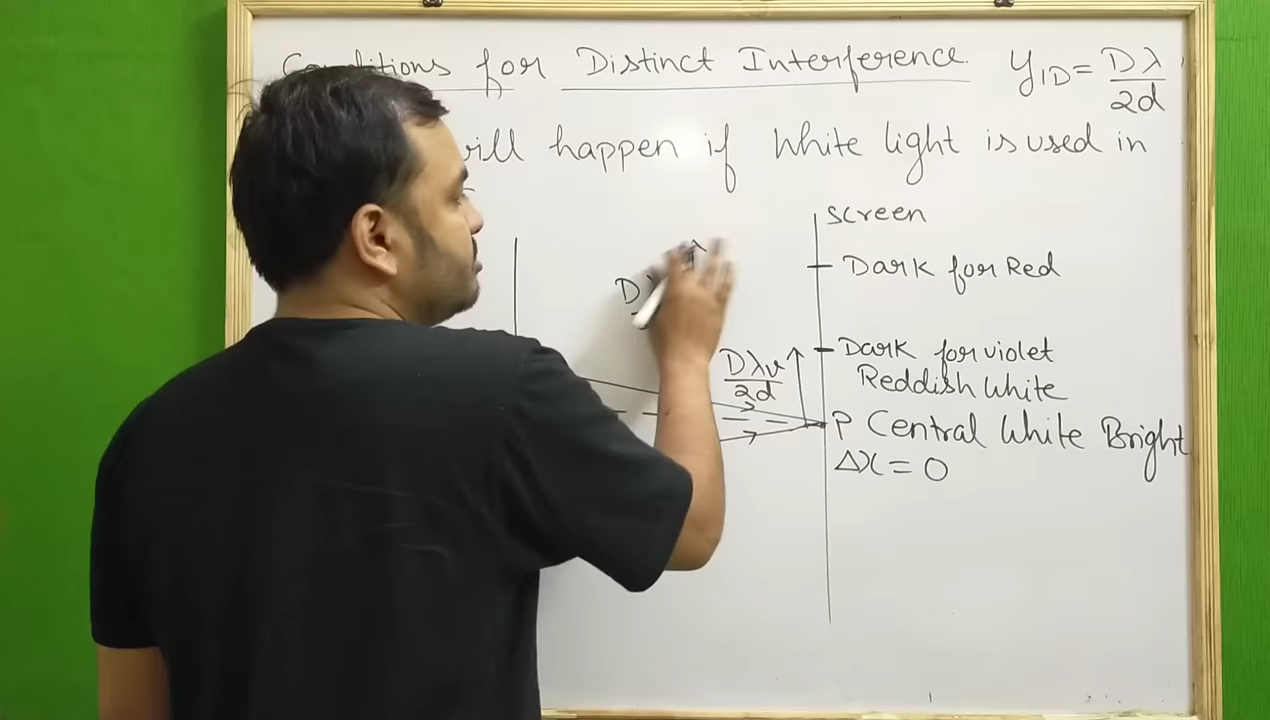 Conditions for Distinct Interference. y1D = Dλ/2d
will happen if White light is used in
screen
Dark for Red
Dλ
Dark for violet
Dλv/2d
Reddish White
P Central White Bright
Δx = 0